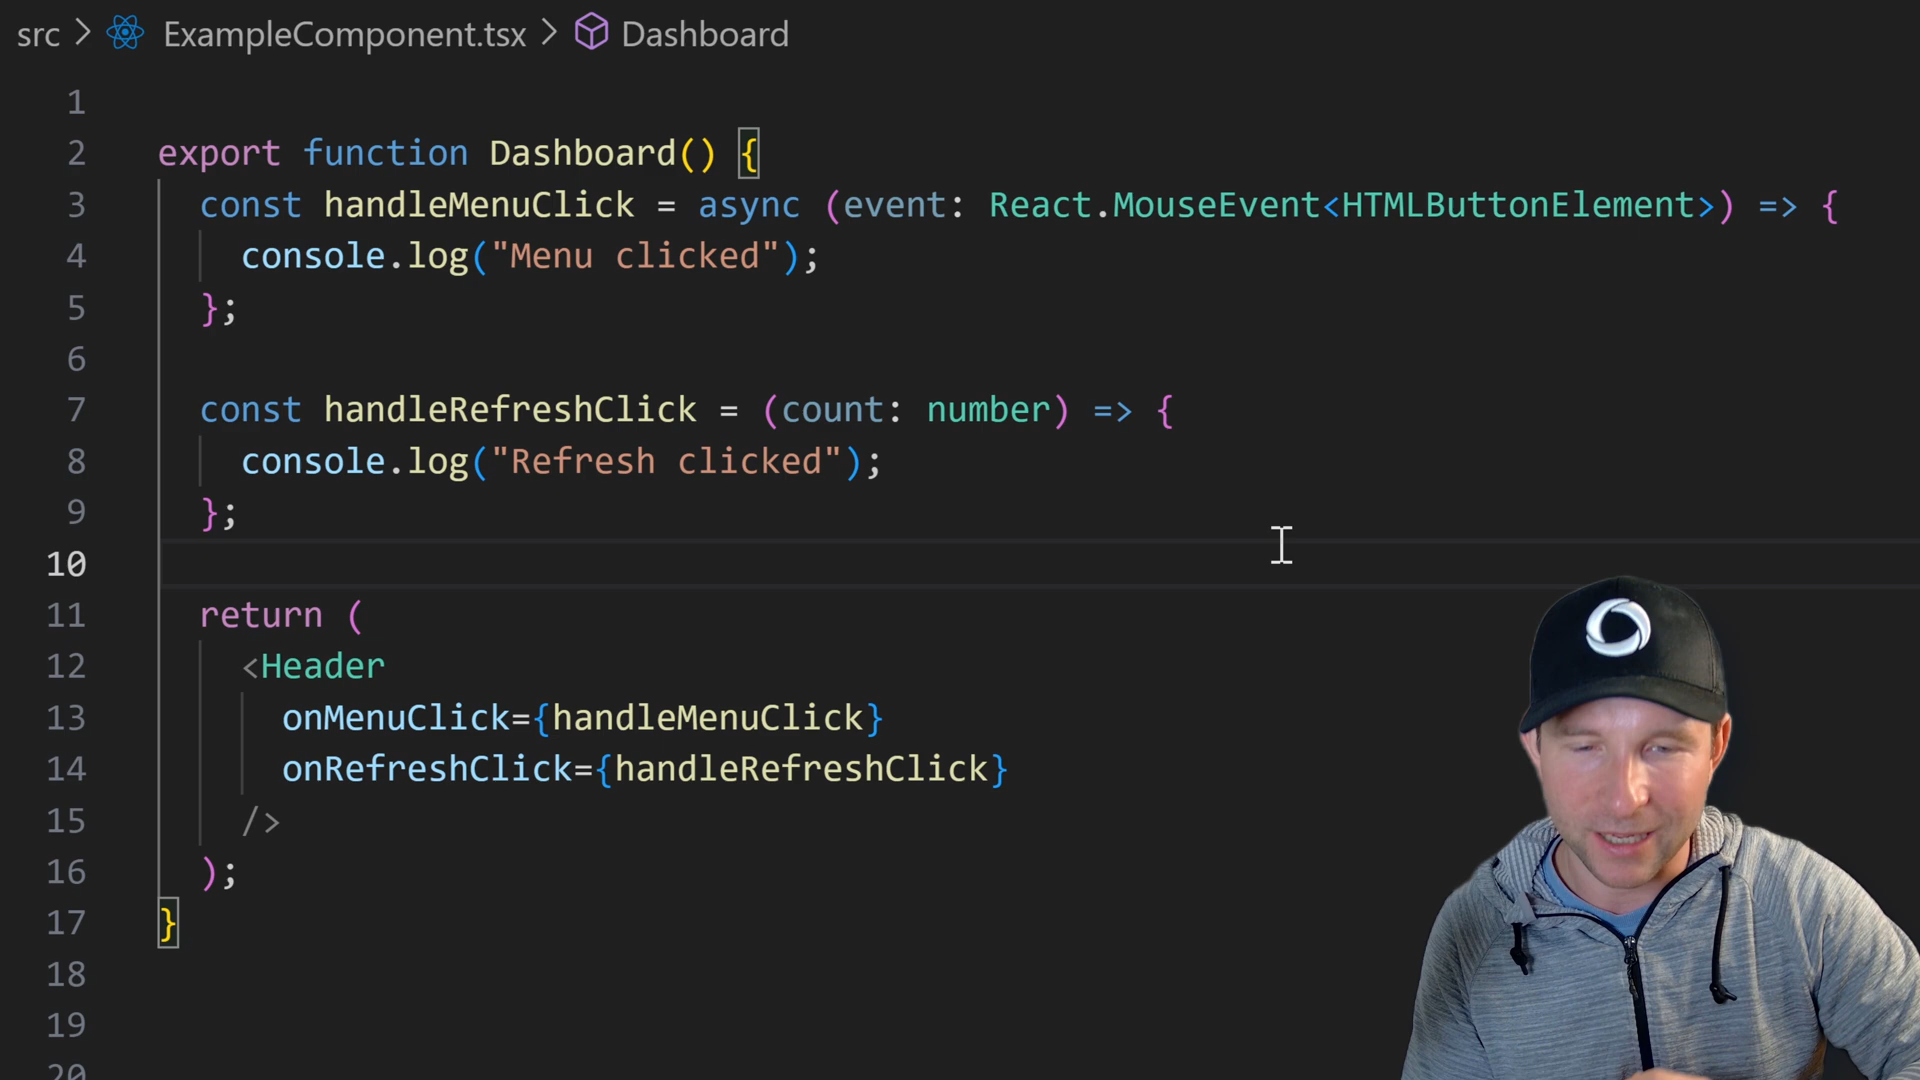 src > ExampleComponent.tsx > Dashboard
1
2 export function Dashboard() {
3   const handleMenuClick = async (event: React.MouseEvent<HTMLButtonElement>) => {
4     console.log("Menu clicked");
5   };
6
7   const handleRefreshClick = (count: number) => {
8     console.log("Refresh clicked");
9   };
10
11   return (
12     <Header
13       onMenuClick={handleMenuClick}
14       onRefreshClick={handleRefreshClick}
15     />
16   );
17 }
18
19
20